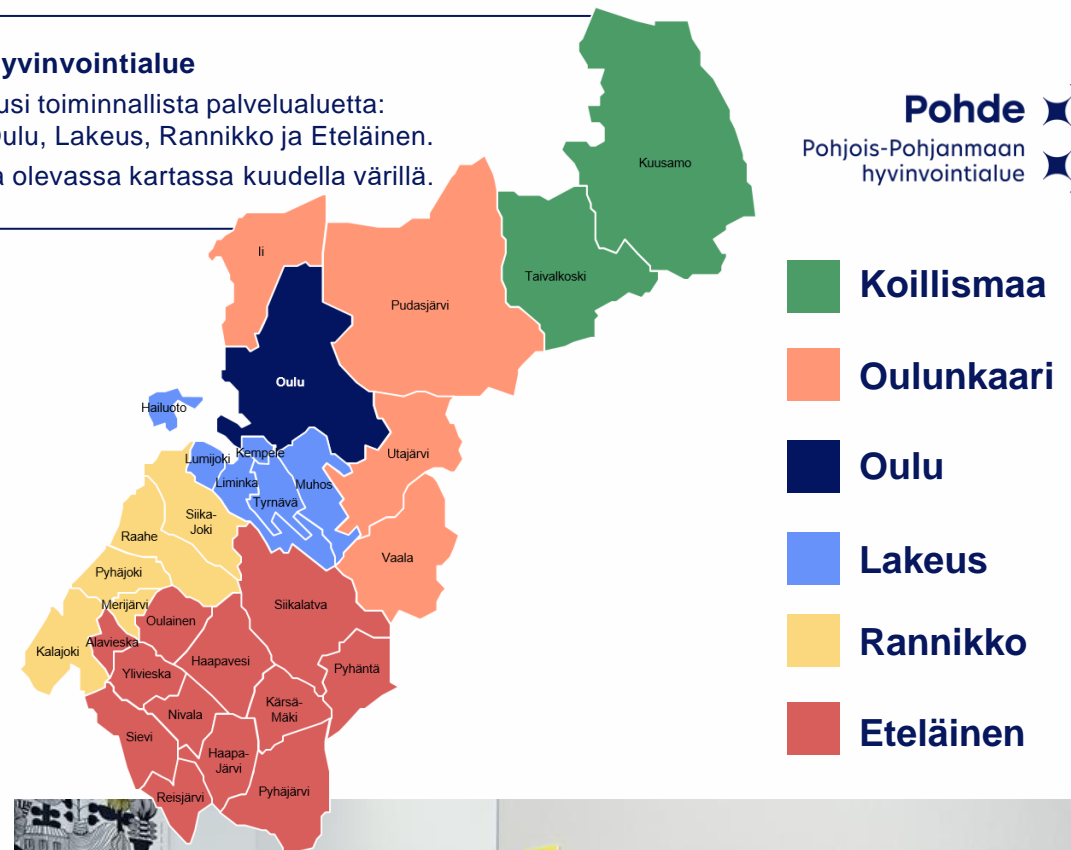 yvinvointialue
usi toiminnallista palvelualuetta:
Oulu, Lakeus, Rannikko ja Eteläinen.
a olevassa kartassa kuudella värillä.
Pohde
Pohjois-Pohjanmaan
hyvinvointialue
Kuusamo
Taivalkoski
Ii
Pudasjärvi
Oulu
Hailuoto
Utajärvi
Lumijoki
Kempele
Liminka
Tyrnävä
Muhos
Siika-
Joki
Raahe
Vaala
Pyhäjoki
Merijärvi
Siikalatva
Oulainen
Kalajoki
Alavieska
Haapavesi
Pyhäntä
Ylivieska
Kärsä-
Mäki
Nivala
Sievi
Haapa-
Järvi
Reisjärvi
Pyhäjärvi
Koillismaa
Oulunkaari
Oulu
Lakeus
Rannikko
Eteläinen